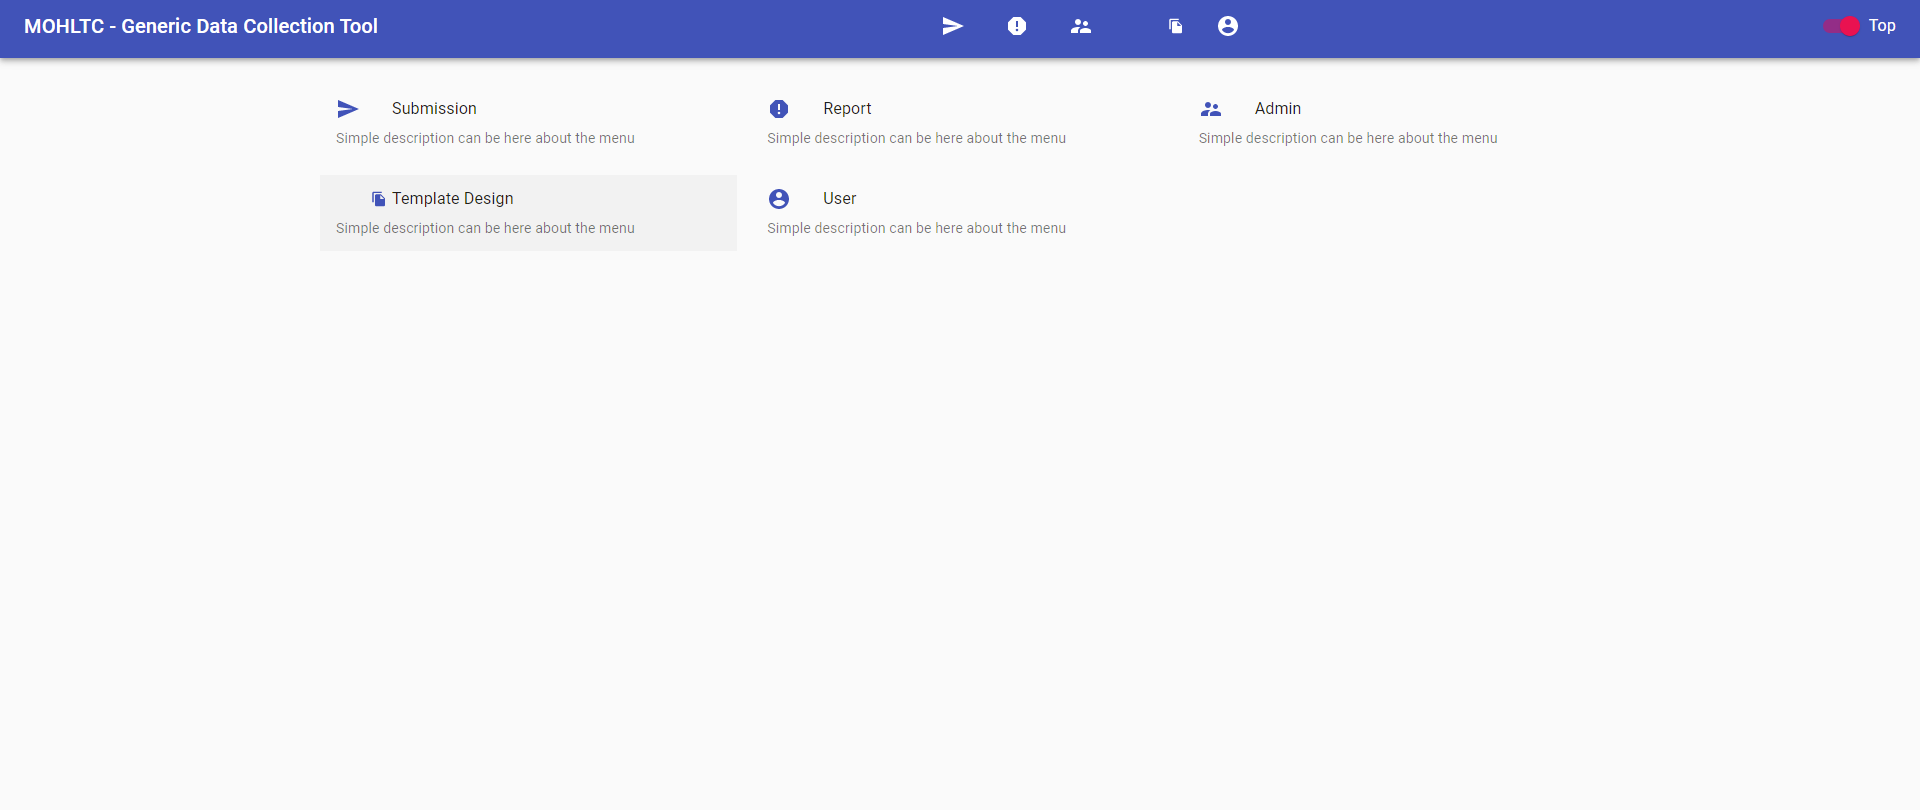 MOHLTC - Generic Data Collection Tool
Top
Submission
Simple description can be here about the menu
Report
Simple description can be here about the menu
Admin
Simple description can be here about the menu
Template Design
Simple description can be here about the menu
User
Simple description can be here about the menu